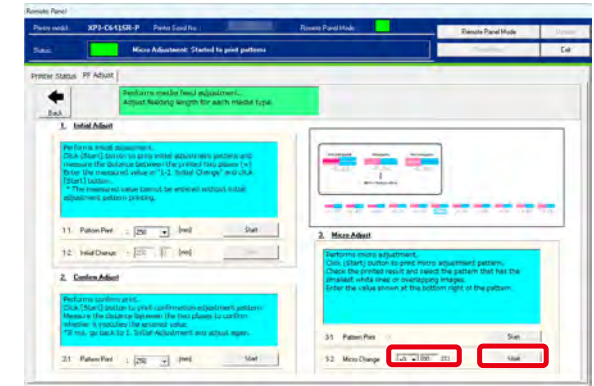 Remote Panel
Printer model: XPJ-C641SR-P Printer Serial No.: Remote Panel Mode: Remote Panel Mode
Status: Micro Adjustment: Started to print patterns Exit
Printer Status PF Adjust
Back
Performs media feed adjustment.
Adjust feeding length for each media type.
1. Initial Adjust
Performs initial adjustment.
Click [Start] button to print initial adjustment pattern and
measure the distance between the printed two places (+)
Enter the measured value in "1-2. Initial Change" and click
[Start] button.
* The measured value cannot be entered without initial
adjustment pattern printing.
1.1 Pattern Print : 250 [mm] Start
1.2 Initial Change : 250 . [mm]
2. Confirm Adjust
Performs confirm print.
Click [Start] button to print confirmation adjustment pattern.
Measure the distance between the two places to confirm
whether it matches the entered value.
*If not, go back to 1. Initial Adjustment and adjust again.
2.1 Pattern Print : 250 [mm] Start
3. Micro Adjust
Performs micro adjustment.
Click [Start] button to print micro adjustment pattern.
Check the printed result and select the pattern that has the
smallest white lines or overlapping images.
Enter the value shown at the bottom right of the pattern.
3.1 Pattern Print : Start
3.2 Micro Change Start